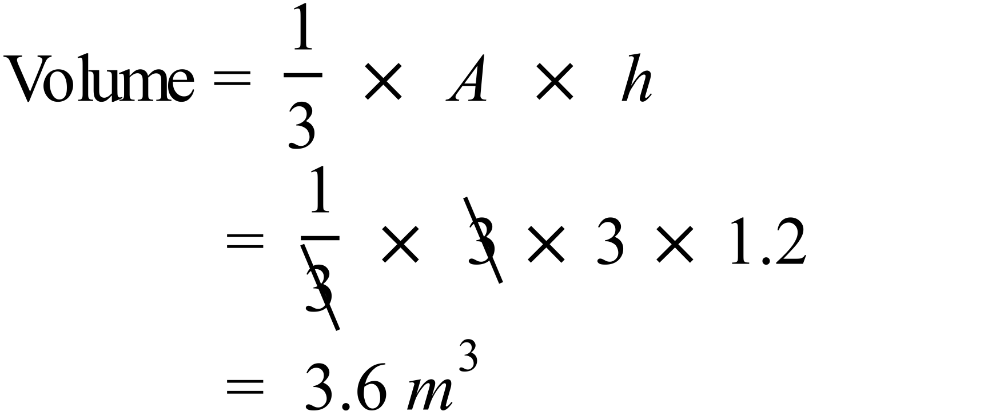 Volume = 1/3 × A × h
= 1/3 × 3 × 3 × 1.2
= 3.6 m³